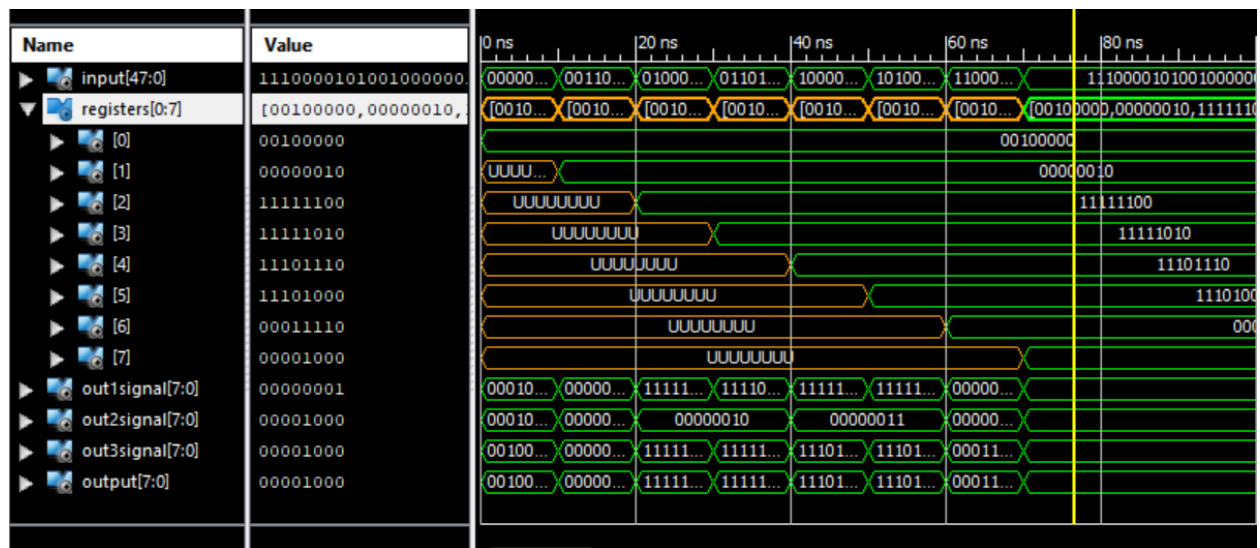 Name Value 0 ns 20 ns 40 ns 60 ns 80 ns
input[47:0] 1110000101001000000 00000... 00110... 01000... 01101... 10000... 10100... 11000... 1110000101001000000
registers[0:7] [00100000,00000010, [0010... [0010... [0010... [0010... [0010... [0010... [0010... [00100000,00000010,1111110
[0] 00100000 00100000
[1] 00000010 UUUU... 00000010
[2] 11111100 UUUUUUUU 11111100
[3] 11111010 UUUUUUUU 11111010
[4] 11101110 UUUUUUUU 11101110
[5] 11101000 UUUUUUUU 1110100
[6] 00011110 UUUUUUUU 000
[7] 00001000 UUUUUUUU
out1signal[7:0] 00000001 00010... 00000... 11111... 11110... 11111... 11111... 00000...
out2signal[7:0] 00001000 00010... 00000... 00000010 00000011 00000...
out3signal[7:0] 00001000 00100... 00000... 11111... 11111... 11101... 11101... 00011...
output[7:0] 00001000 00100... 00000... 11111... 11111... 11101... 11101... 00011...